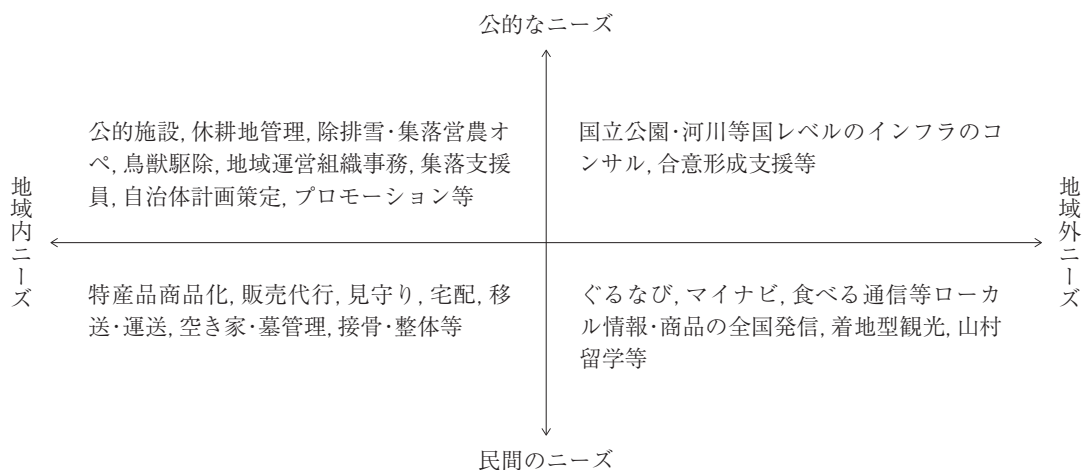 公的なニーズ
公的施設, 休耕地管理, 除排雪・集落営農オ
ペ, 鳥獣駆除, 地域運営組織事務, 集落支援
員, 自治体計画策定, プロモーション等
国立公園・河川等国レベルのインフラのコ
ンサル, 合意形成支援等
地域内ニーズ
地域外ニーズ
特産品商品化, 販売代行, 見守り, 宅配, 移
送・運送, 空き家・墓管理, 接骨・整体等
ぐるなび, マイナビ, 食べる通信等ローカ
ル情報・商品の全国発信, 着地型観光, 山村
留学等
民間のニーズ